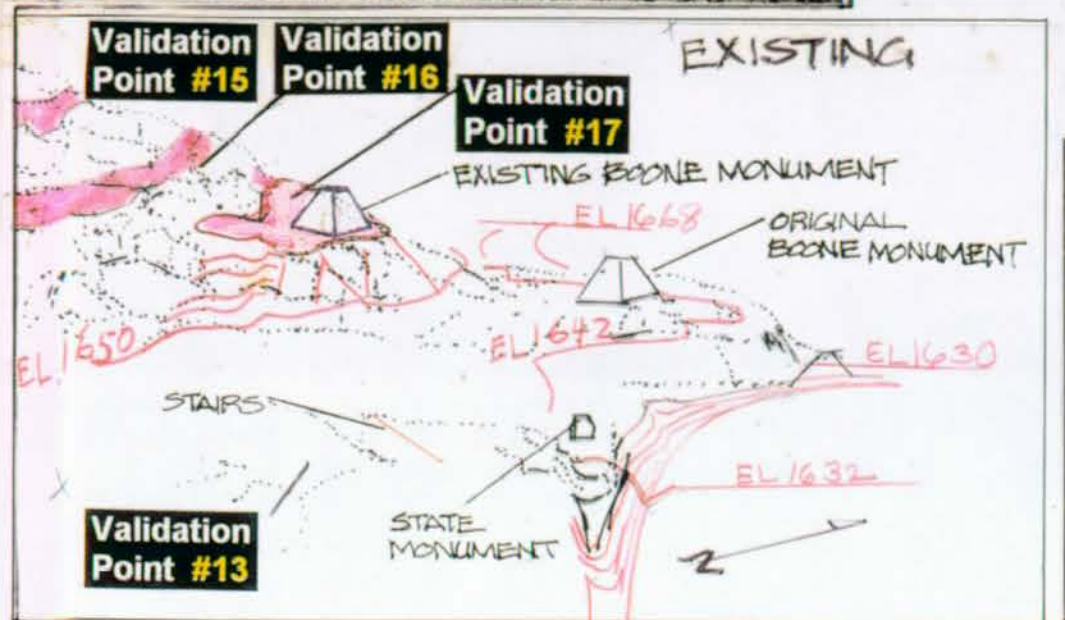 Validation
Point #15
Validation
Point #16
Validation
Point #17
EXISTING
EXISTING BOONE MONUMENT
EL 1668
ORIGINAL
BOONE MONUMENT
EL 1650
EL 1642
EL 1630
STAIRS
EL 1632
Validation
Point #13
STATE
MONUMENT